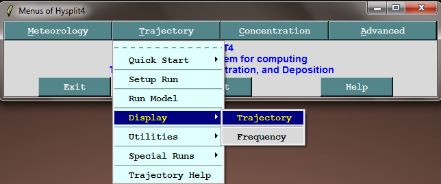 Menus of Hysplit4
Meteorology Trajectory Concentration Advanced
T4
em for computing
T
tration, and Deposition
Quick Start
Setup Run
Exit
t
Help
Run Model
Display
Trajectory
Utilities
Frequency
Special Runs
Trajectory Help